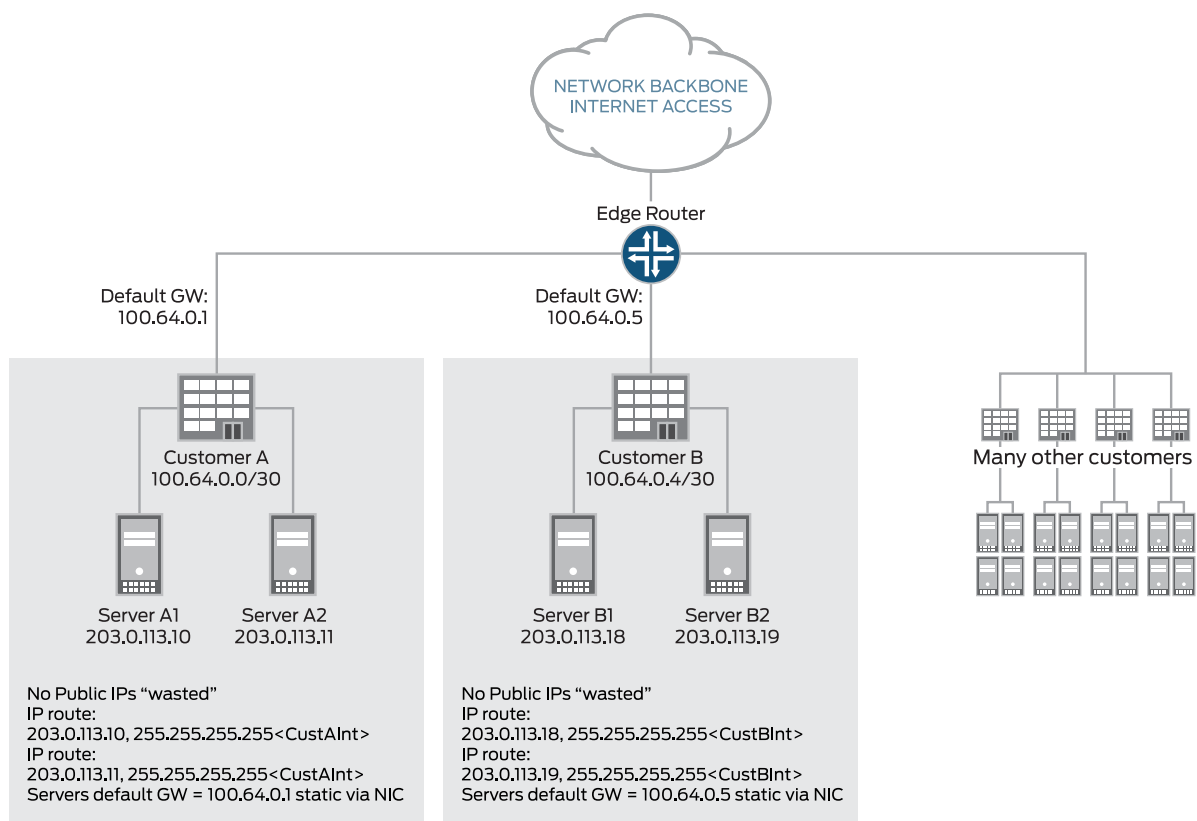 NETWORK BACKBONE
INTERNET ACCESS
Edge Router
Default GW:
100.64.0.1
Default GW:
100.64.0.5
Customer A
100.64.0.0/30
Customer B
100.64.0.4/30
Many other customers
Server A1
203.0.113.10
Server A2
203.0.113.11
Server B1
203.0.113.18
Server B2
203.0.113.19
No Public IPs “wasted”
IP route:
203.0.113.10, 255.255.255.255<CustAInt>
IP route:
203.0.113.11, 255.255.255.255<CustAInt>
Servers default GW = 100.64.0.1 static via NIC
No Public IPs “wasted”
IP route:
203.0.113.18, 255.255.255.255<CustBInt>
IP route:
203.0.113.19, 255.255.255.255<CustBInt>
Servers default GW = 100.64.0.5 static via NIC